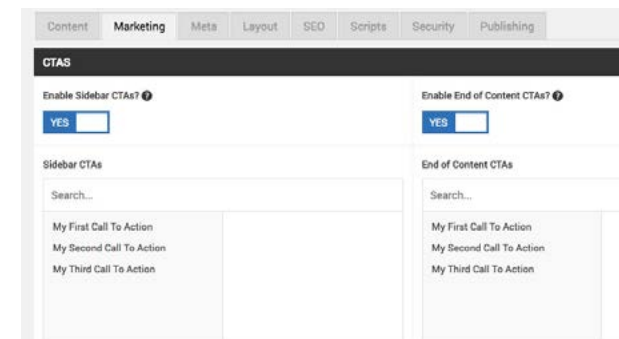 Content Marketing Meta Layout SEO Scripts Security Publishing
CTAS
Enable Sidebar CTAs? Enable End of Content CTAs?
YES YES
Sidebar CTAs End of Content CTAs
Search... Search...
My First Call To Action My First Call To Action
My Second Call To Action My Second Call To Action
My Third Call To Action My Third Call To Action